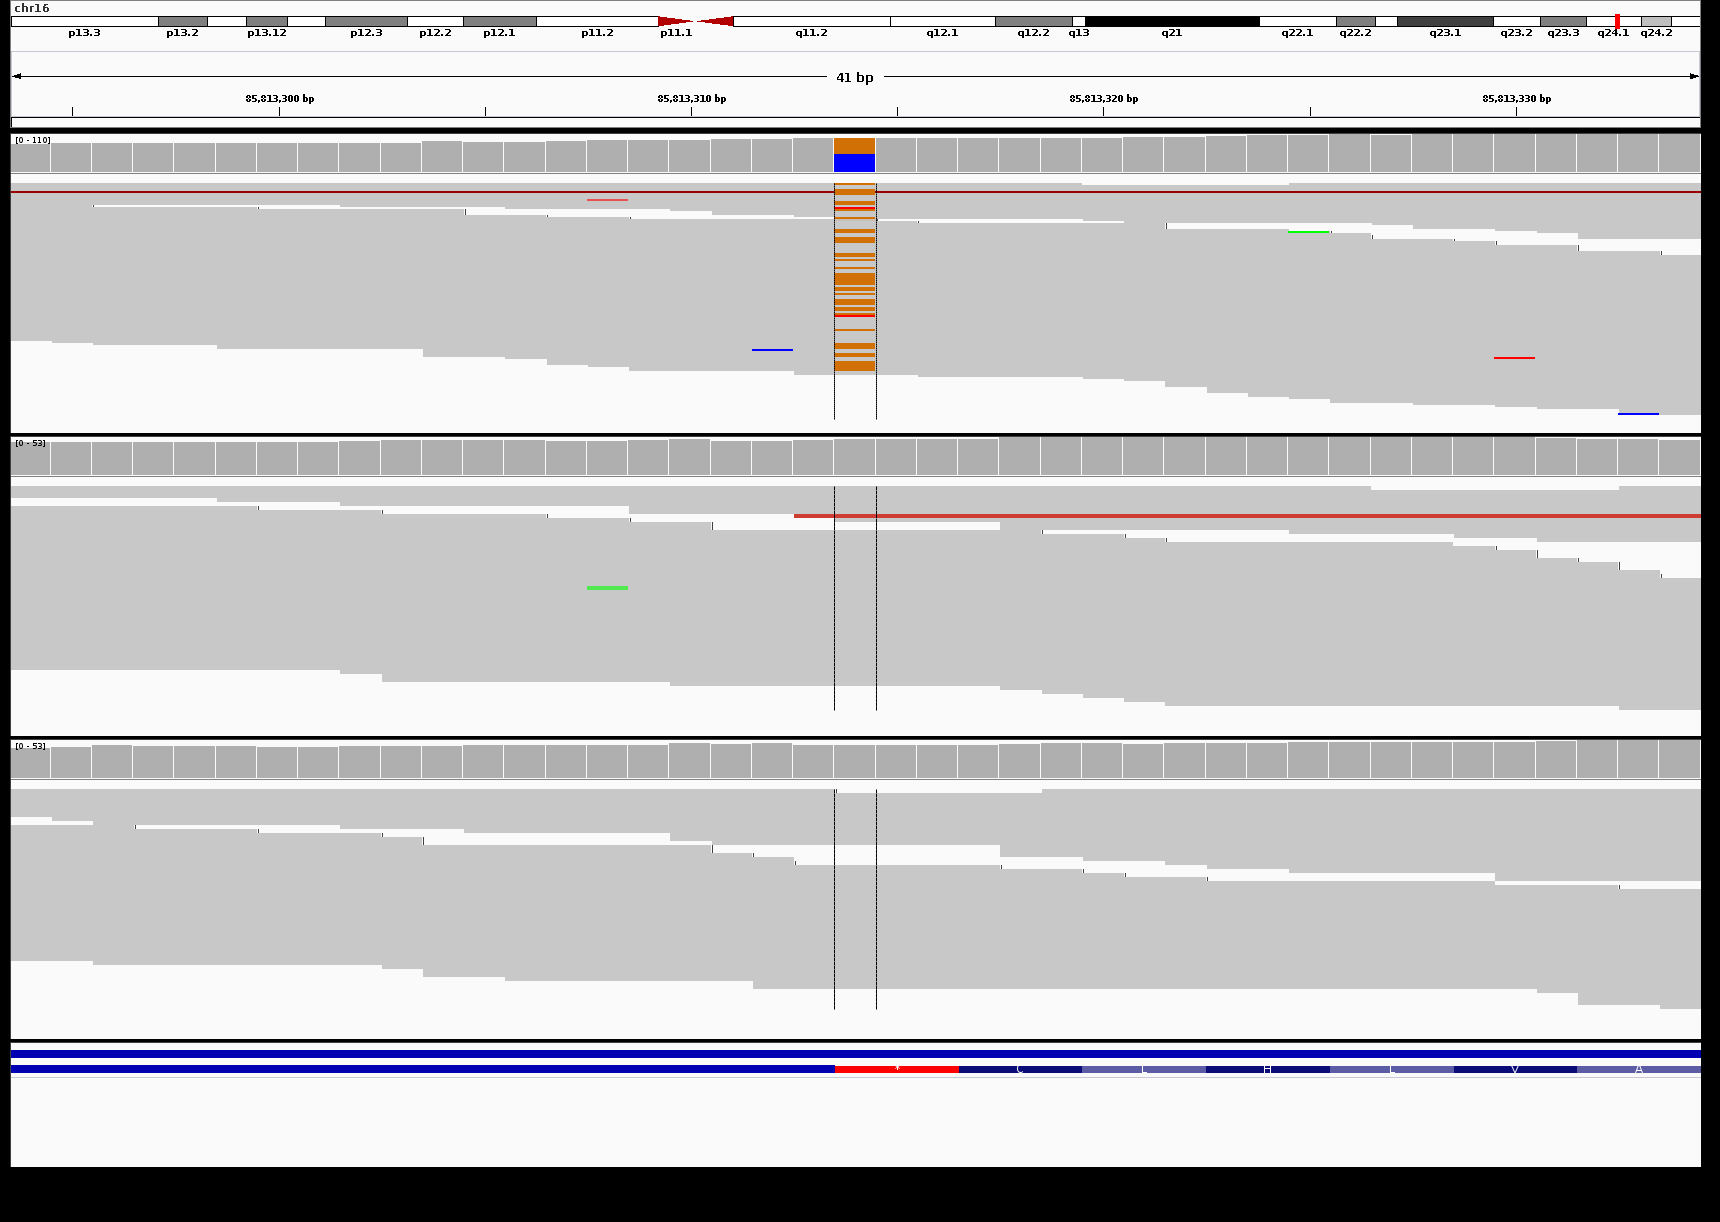 chr16
p13.3 p13.2 p13.12 p12.3 p12.2 p12.1 p11.2 p11.1 q11.2 q12.1 q12.2 q13 q21 q22.1 q22.2 q23.1 q23.2 q23.3 q24.1 q24.2
41 bp
85,813,300 bp 85,813,310 bp 85,813,320 bp 85,813,330 bp
[0 - 110]
[0 - 53]
[0 - 53]
* C L H L V A